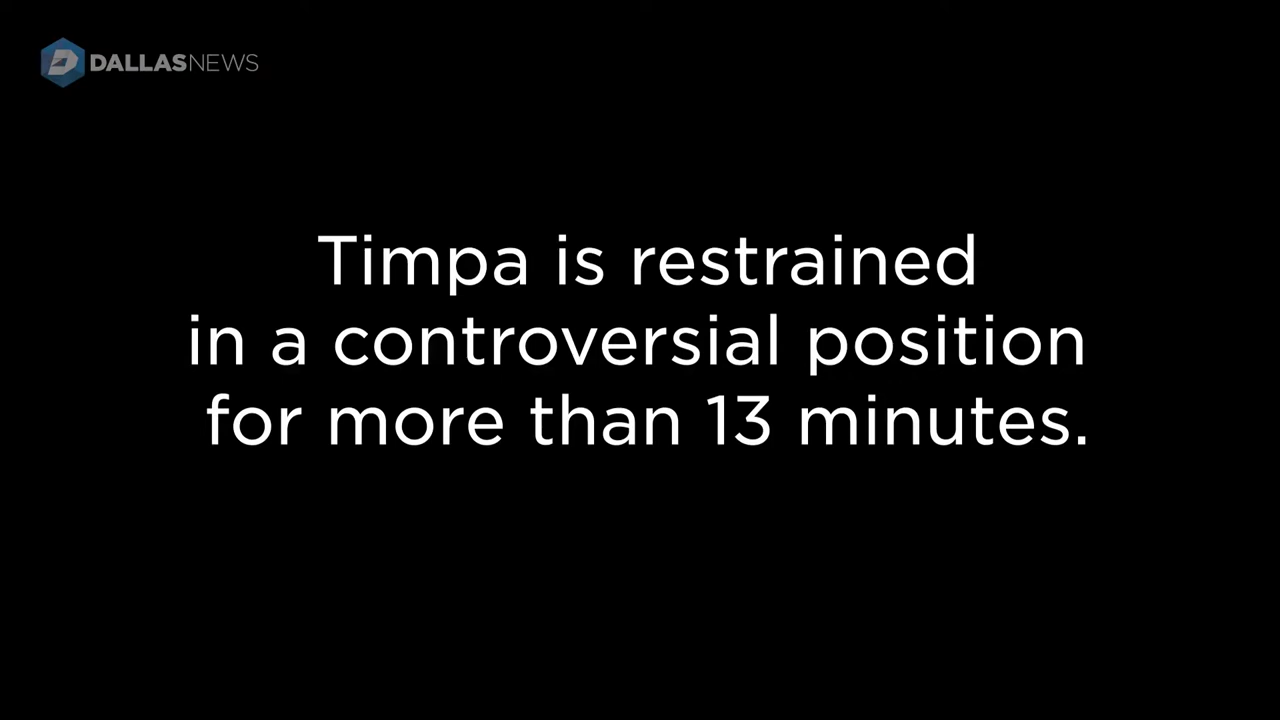 DALLASNEWS
Timpa is restrained
in a controversial position
for more than 13 minutes.